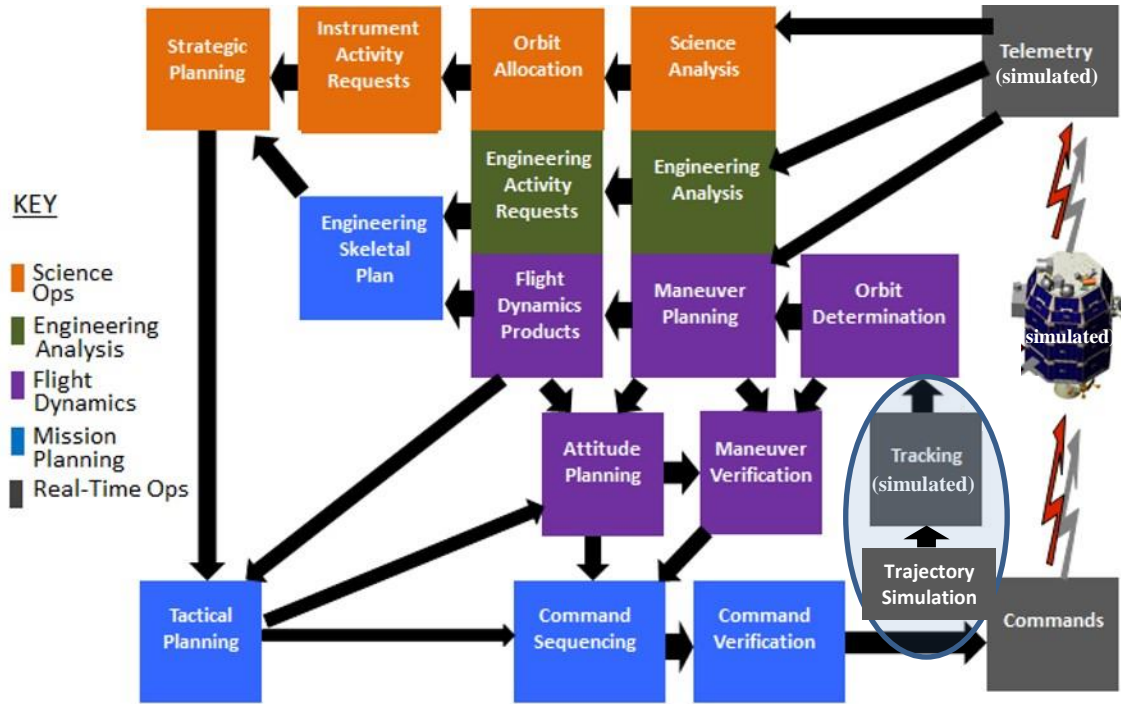 Strategic
Planning
Instrument
Activity
Requests
Orbit
Allocation
Science
Analysis
Telemetry
(simulated)
Engineering
Activity
Requests
Engineering
Analysis
KEY
Science
Ops
Engineering
Analysis
Flight
Dynamics
Mission
Planning
Real-Time Ops
Engineering
Skeletal
Plan
Flight
Dynamics
Products
Maneuver
Planning
Orbit
Determination
(simulated)
Attitude
Planning
Maneuver
Verification
Tracking
(simulated)
Trajectory
Simulation
Tactical
Planning
Command
Sequencing
Command
Verification
Commands